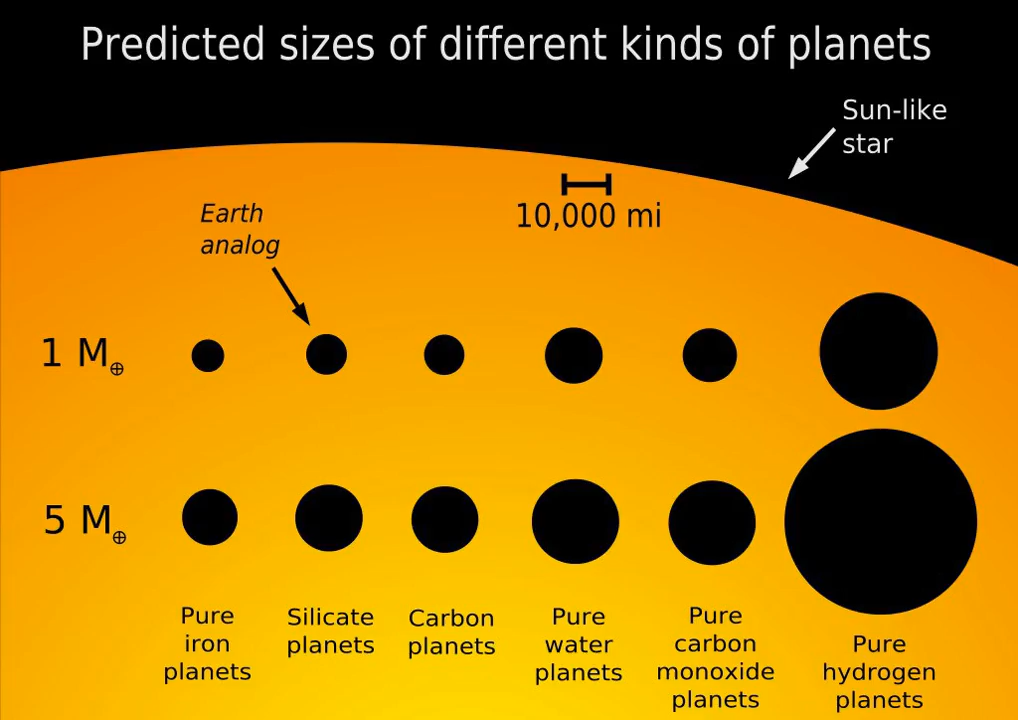 Predicted sizes of different kinds of planets
Sun-like
star
10,000 mi
Earth
analog
1 M⊕
5 M⊕
Pure
iron
planets
Silicate
planets
Carbon
planets
Pure
water
planets
Pure
carbon
monoxide
planets
Pure
hydrogen
planets